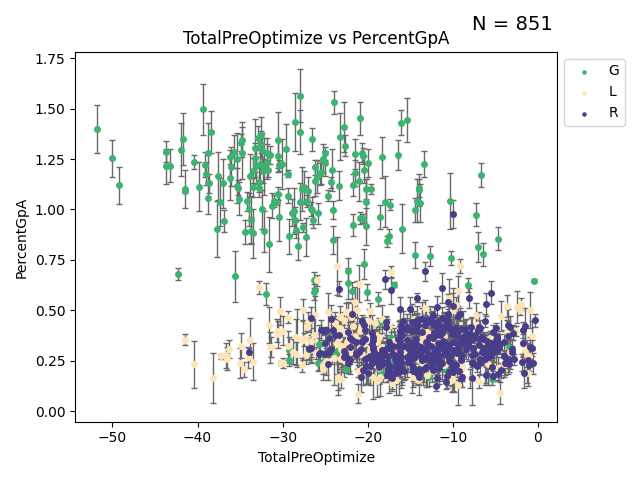 N = 851
TotalPreOptimize vs PercentGpA
G
L
R
PercentGpA
1.75
1.50
1.25
1.00
0.75
0.50
0.25
0.00
−50 −40 −30 −20 −10 0
TotalPreOptimize